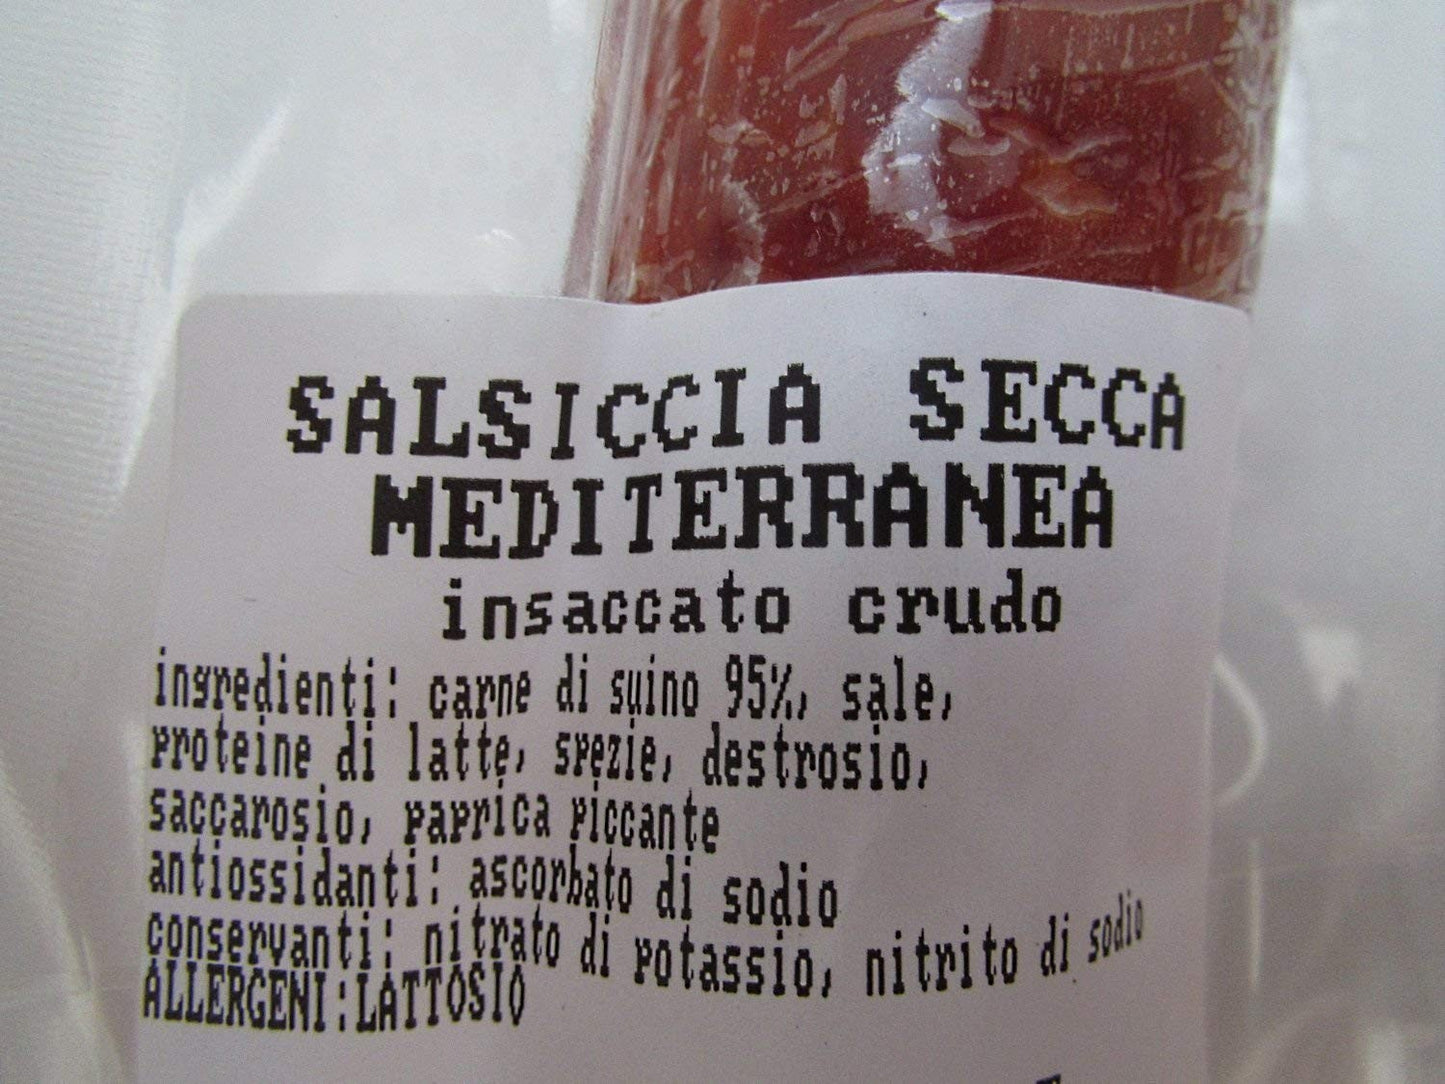 SALSICCIA SECCA
MEDITERRANEA
insaccato crudo
ingredienti: carne di suino 95%, sale,
proteine di latte, spezie, destrosio,
saccarosio, paprica piccante
antiossidanti: ascorbato di sodio
conservanti: nitrato di potassio, nitrito di sodio
ALLERGENI:LATTOSIO